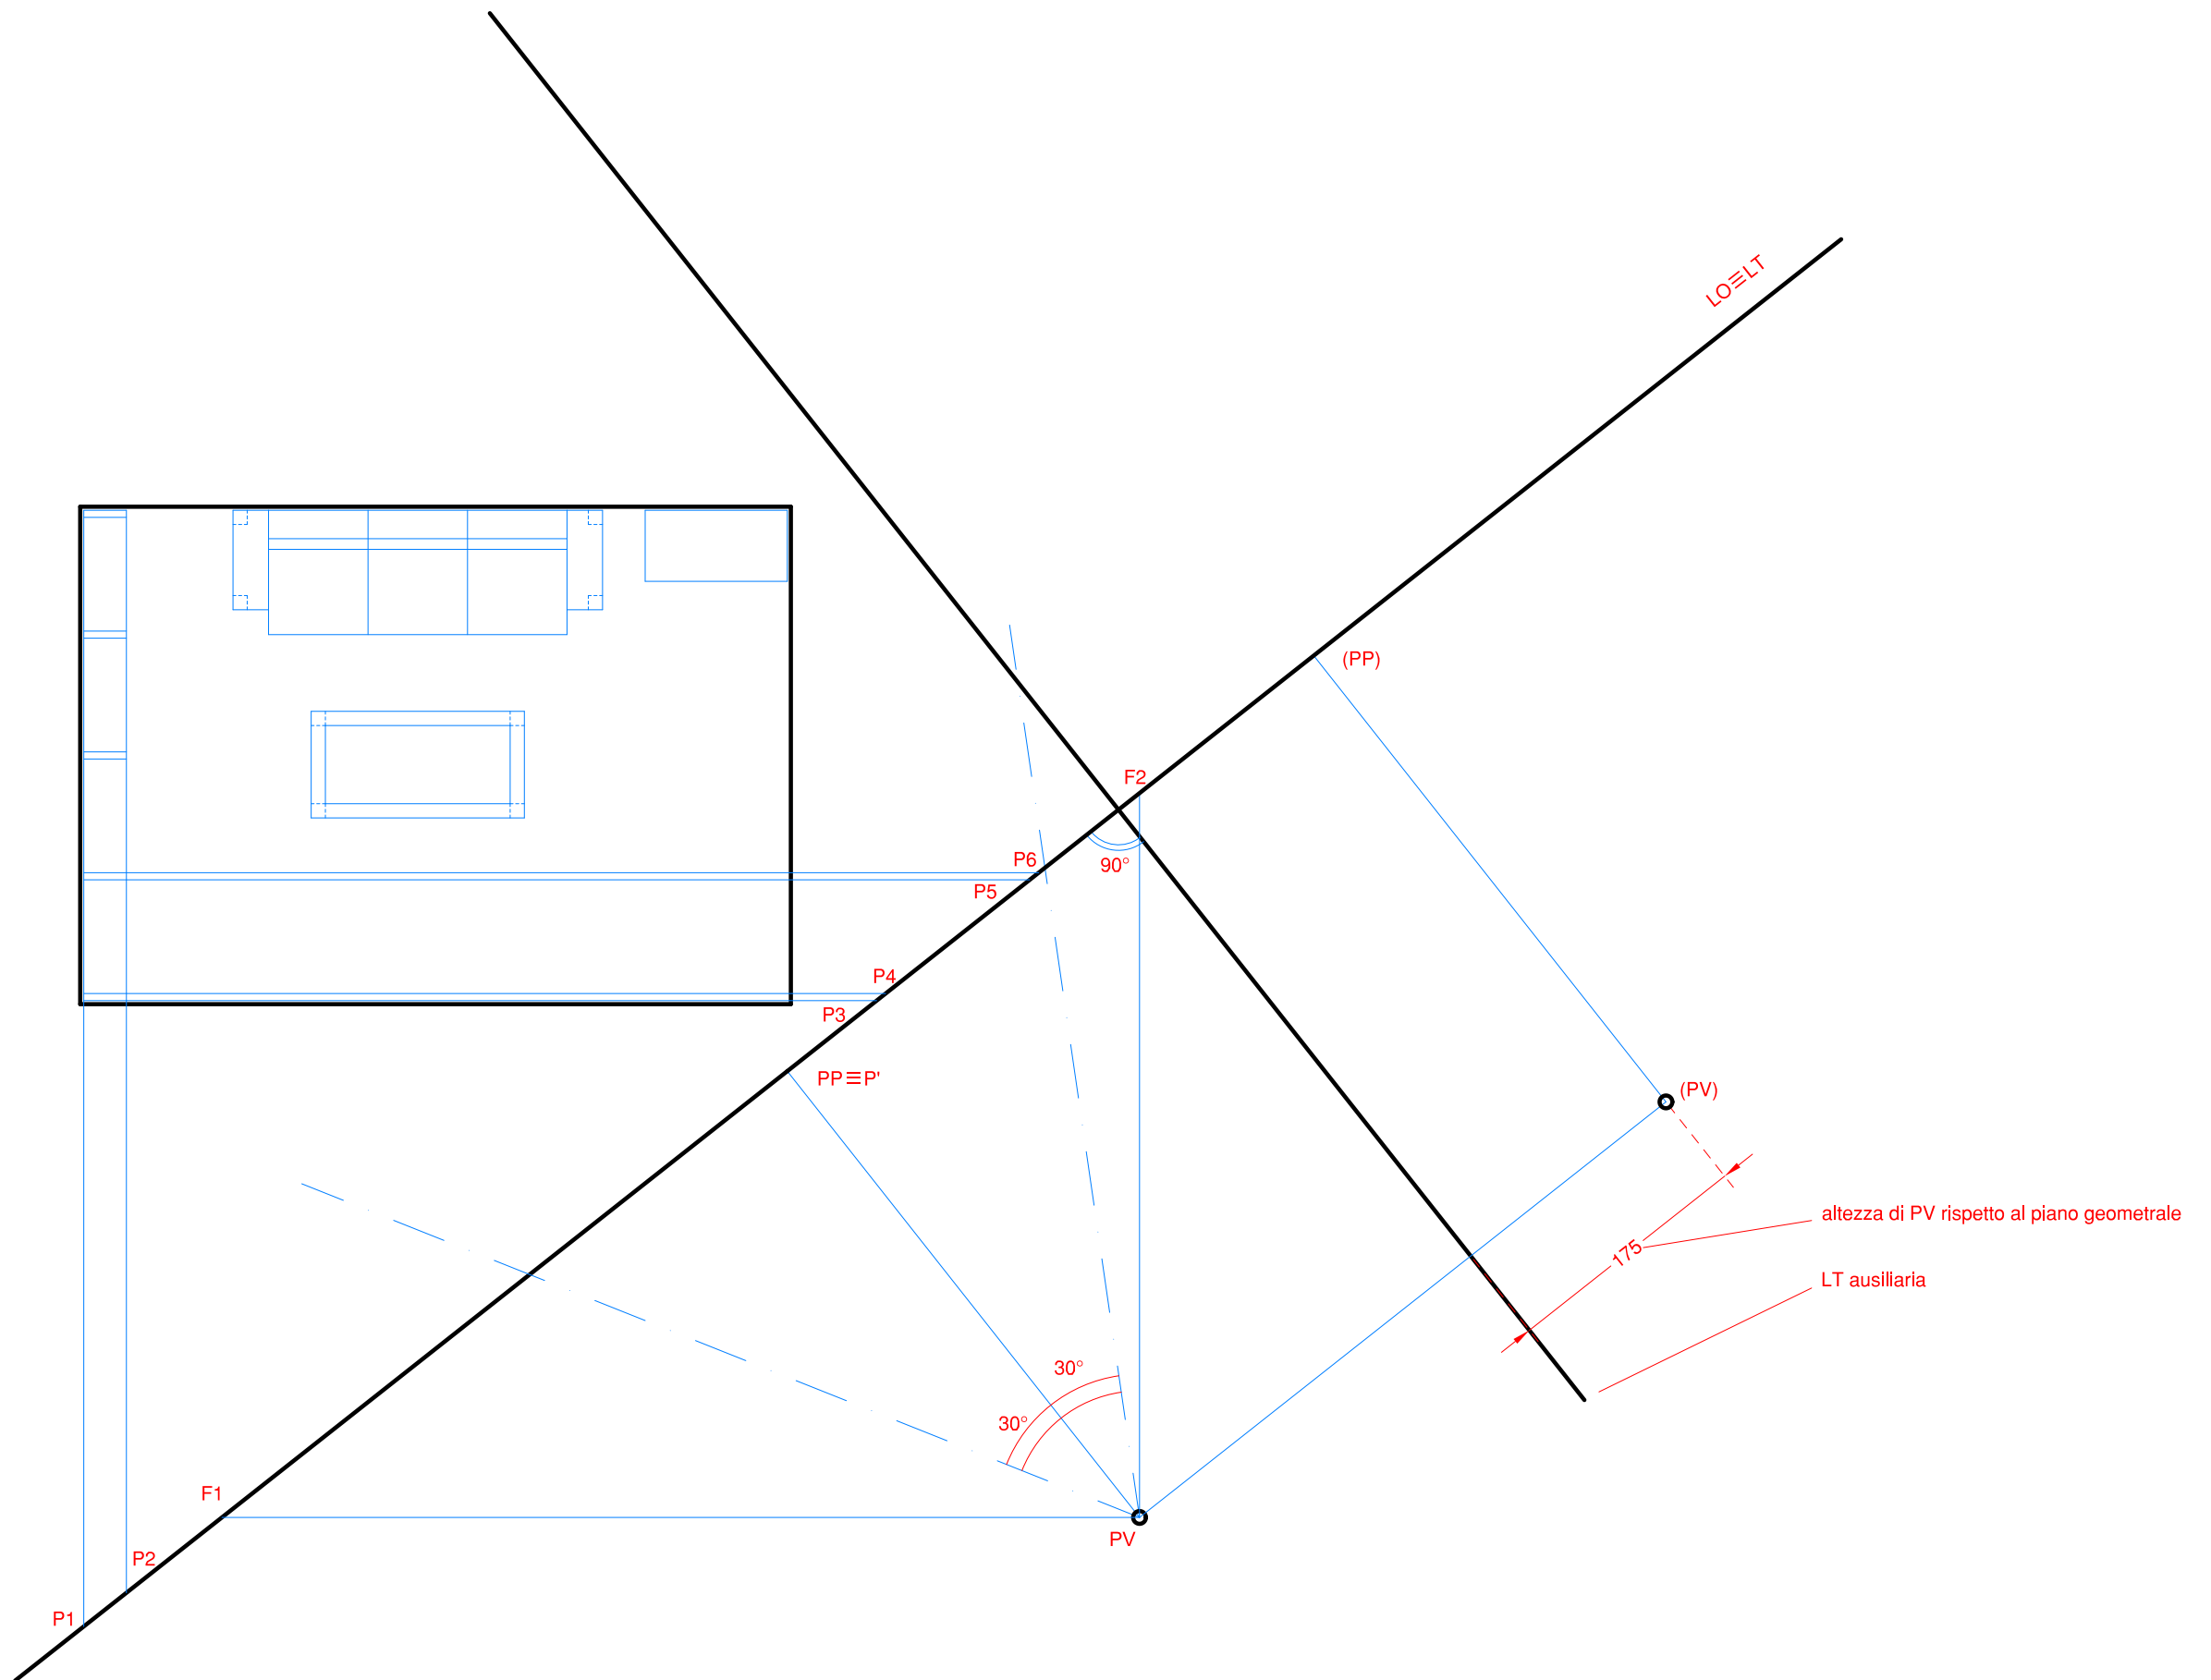 LO≡LT
(PP)
F2
P6
90°
P5
P4
P3
PP≡P'
(PV)
altezza di PV rispetto al piano geometrale
175
LT ausiliaria
30°
30°
F1
PV
P2
P1